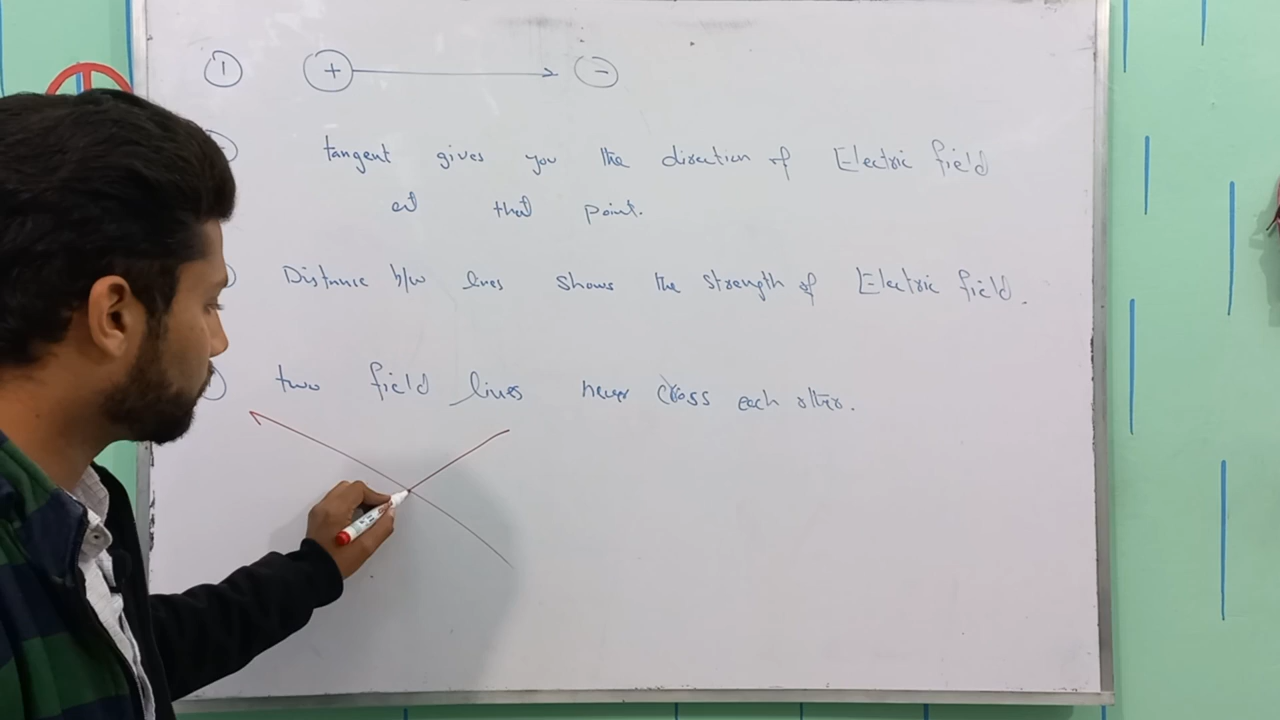 1 + -
tangent gives you the direction of Electric field
at that point.
Distance b/w lines shows the strength of Electric field.
two field lines never cross each other.